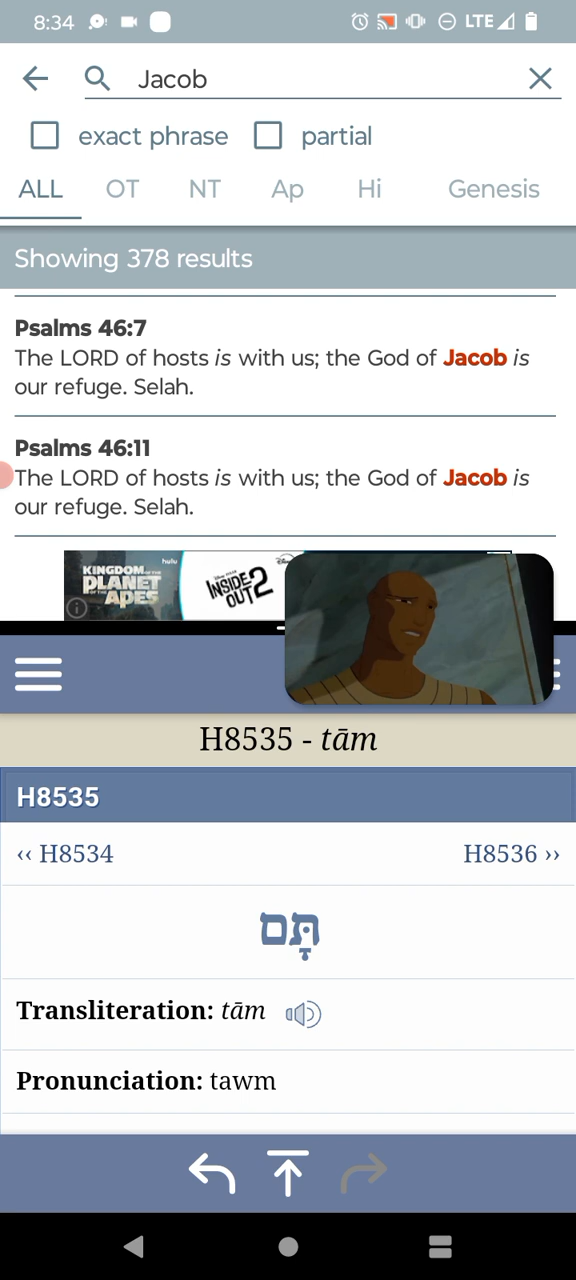 8:34 LTE
Jacob
exact phrase partial
ALL OT NT Ap Hi Genesis
Showing 378 results
Psalms 46:7
The LORD of hosts is with us; the God of Jacob is
our refuge. Selah.
Psalms 46:11
The LORD of hosts is with us; the God of Jacob is
our refuge. Selah.
hulu
KINGDOM OF THE
PLANET
OF THE APES
INSIDE
OUT 2
H8535 - tām
H8535
‹‹ H8534 H8536 ››
תָּם
Transliteration: tām
Pronunciation: tawm